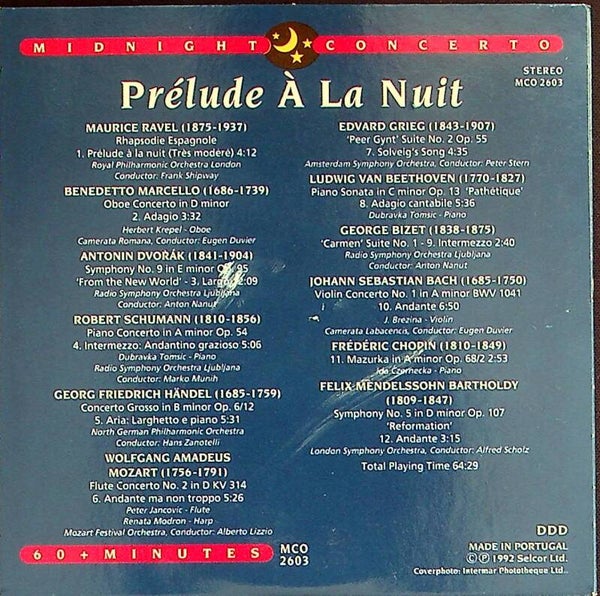 MIDNIGHT CONCERTO
STEREO
MCO 2603
Prélude À La Nuit
MAURICE RAVEL (1875-1937)
Rhapsodie Espagnole
1. Prélude à la nuit (Très modéré) 4:12
Royal Philharmonic Orchestra London
Conductor: Frank Shipway
BENEDETTO MARCELLO (1686-1739)
Oboe Concerto in D minor
2. Adagio 3:32
Herbert Krepel - Oboe
Camerata Romana, Conductor: Eugen Duvier
ANTONIN DVOŘÁK (1841-1904)
Symphony No. 9 in E minor Op. 95
'From the New World' - 3. Largo :09
Radio Symphony Orchestra Ljubljana
Conductor: Anton Nanut
ROBERT SCHUMANN (1810-1856)
Piano Concerto in A minor Op. 54
4. Intermezzo: Andantino grazioso 5:06
Dubravka Tomsic - Piano
Radio Symphony Orchestra Ljubljana
Conductor: Marko Munih
GEORG FRIEDRICH HÄNDEL (1685-1759)
Concerto Grosso in B minor Op. 6/12
5. Aria: Larghetto e piano 3:31
North German Philharmonic Orchestra
Conductor: Hans Zanotelli
WOLFGANG AMADEUS
MOZART (1756-1791)
Flute Concerto No. 2 in D KV 314
6. Andante ma non troppo 5:26
Peter Jancovic - Flute
Renata Modron - Harp
Mozart Festival Orchestra, Conductor: Alberto Lizzio
EDVARD GRIEG (1843-1907)
'Peer Gynt' Suite No. 2 Op. 55
7. Solveig's Song 4:35
Amsterdam Symphony Orchestra, Conductor: Peter Stern
LUDWIG VAN BEETHOVEN (1770-1827)
Piano Sonata in C minor Op. 13 'Pathétique'
8. Adagio cantabile 5:36
Dubravka Tomsic - Piano
GEORGE BIZET (1838-1875)
'Carmen' Suite No. 1 - 9. Intermezzo 2:40
Radio Symphony Orchestra Ljubljana
Conductor: Anton Nanut
JOHANN SEBASTIAN BACH (1685-1750)
Violin Concerto No. 1 in A minor BWV 1041
10. Andante 6:50
J. Brezina - Violin
Camerata Labacencis, Conductor: Eugen Duvier
FRÉDÉRIC CHOPIN (1810-1849)
11. Mazurka in A minor Op. 68/2 2:53
Ida Czernecka - Piano
FELIX MENDELSSOHN BARTHOLDY
(1809-1847)
Symphony No. 5 in D minor Op. 107
'Reformation'
12. Andante 3:15
London Symphony Orchestra, Conductor: Alfred Scholz
Total Playing Time 64:29
60+MINUTES
MCO
2603
DDD
MADE IN PORTUGAL
© ℗ 1992 Selcor Ltd.
Coverphoto: Intermar Phototheque Ltd.